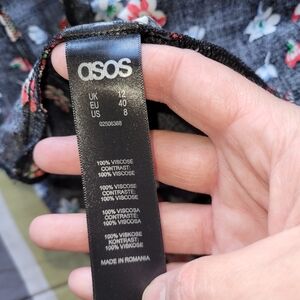 asos
UK 12
EU 40
US 8
02506388
100% VISCOSE
CONTRAST:
100% VISCOSE
100% VISCOSE
CONTRASTE:
100% VISCOSE
100% VISCOSA
CONTRASTE:
100% VISCOSA
100% VISKOSE
KONTRAST:
100% VISKOSE
MADE IN ROMANIA